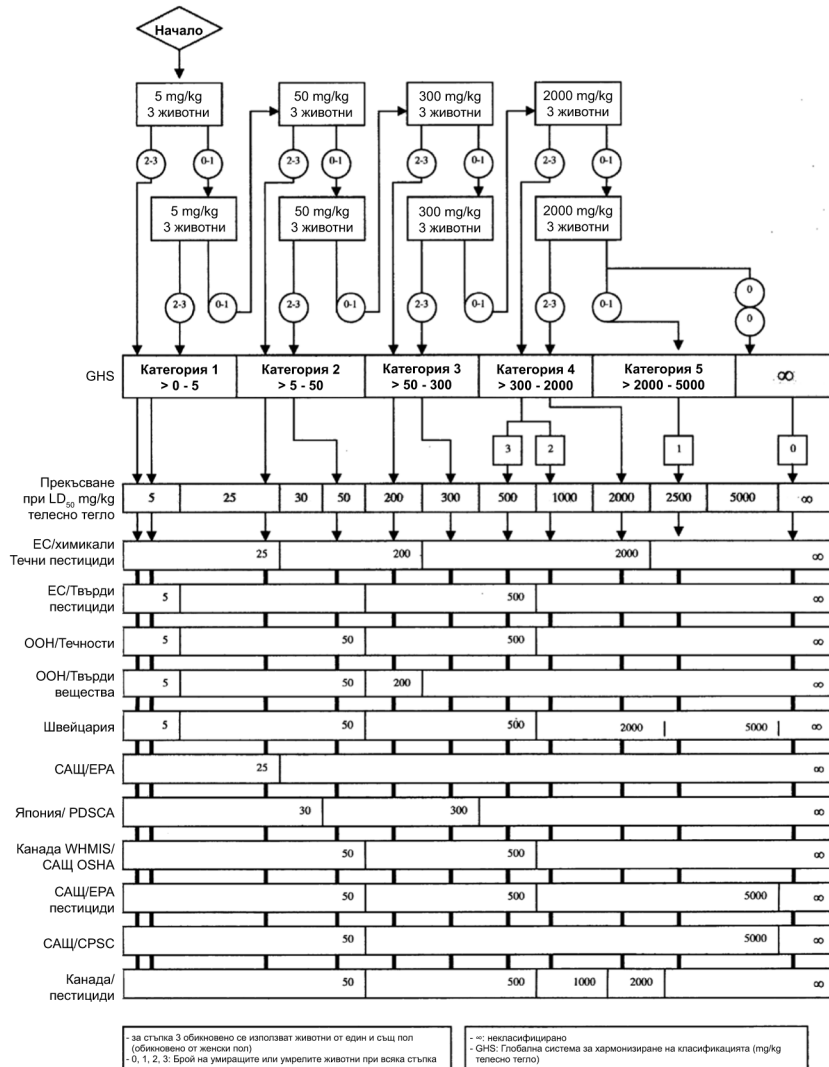 Начало
5 mg/kg
3 животни
50 mg/kg
3 животни
300 mg/kg
3 животни
2000 mg/kg
3 животни
2-3
0-1
2-3
0-1
2-3
0-1
2-3
0-1
5 mg/kg
3 животни
50 mg/kg
3 животни
300 mg/kg
3 животни
2000 mg/kg
3 животни
2-3
0-1
2-3
0-1
2-3
0-1
2-3
0-1
0
0
GHS
Категория 1
> 0 - 5
Категория 2
> 5 - 50
Категория 3
> 50 - 300
Категория 4
> 300 - 2000
Категория 5
> 2000 - 5000
∞
3
2
1
0
Прекъсване
при LD50 mg/kg
телесно тегло
5 25 30 50 200 300 500 1000 2000 2500 5000 ∞
ЕС/химикали
Течни пестициди
25 200 2000 ∞
ЕС/Твърди
пестициди
5 500 ∞
ООН/Течности
5 50 500 ∞
ООН/Твърди
вещества
5 50 200 ∞
Швейцария
5 50 500 2000 5000 ∞
САЩ/EPA
25 ∞
Япония/ PDSCA
30 300 ∞
Канада WHMIS/
САЩ OSHA
50 500 ∞
САЩ/EPA
пестициди
50 500 5000 ∞
САЩ/CPSC
50 5000 ∞
Канада/
пестициди
50 500 1000 2000 ∞
- за стъпка 3 обикновено се използват животни от един и същ пол
(обикновено от женски пол)
- 0, 1, 2, 3: Брой на умиращите или умрелите животни при всяка стъпка
- ∞: некласифицирано
- GHS: Глобална система за хармонизиране на класификацията (mg/kg
телесно тегло)